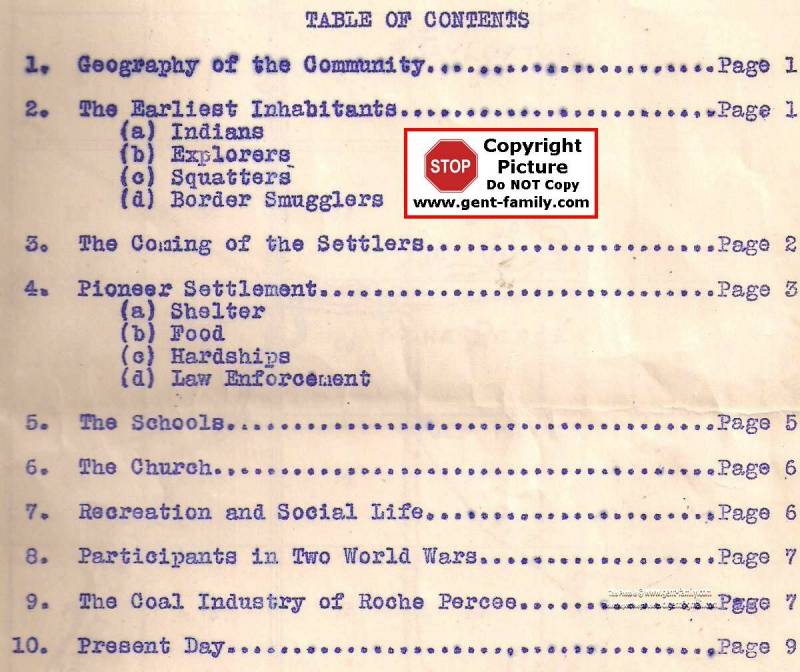 TABLE OF CONTENTS
1. Geography of the Community..........................Page 1
2. The Earliest Inhabitants............................Page 1
(a) Indians
(b) Explorers
(c) Squatters
(d) Border Smugglers
STOP
Copyright
Picture
Do NOT Copy
www.gent-family.com
3. The Coming of the Settlers..........................Page 2
4. Pioneer Settlement..................................Page 3
(a) Shelter
(b) Food
(c) Hardships
(d) Law Enforcement
5. The Schools.........................................Page 5
6. The Church..........................................Page 6
7. Recreation and Social Life..........................Page 6
8. Participants in Two World Wars......................Page 7
www.gent-family.com
9. The Coal Industry of Roche Percee...................Page 7
10. Present Day........................................Page 9